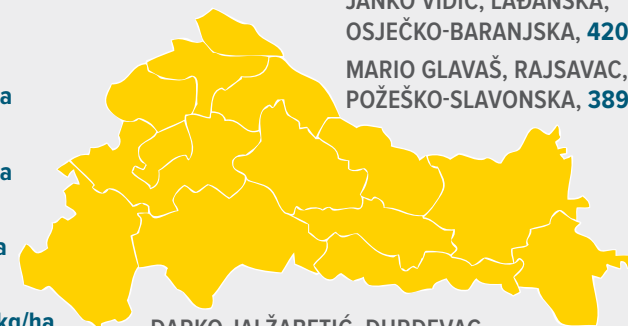 JANKO VIDIĆ, LAĐANSKA,
OSJEČKO-BARANJSKA, 420
MARIO GLAVAŠ, RAJSAVAC,
POŽEŠKO-SLAVONSKA, 389
a
a
a
kg/ha
DARKO JALŽABETIĆ, ĐURĐEVAC